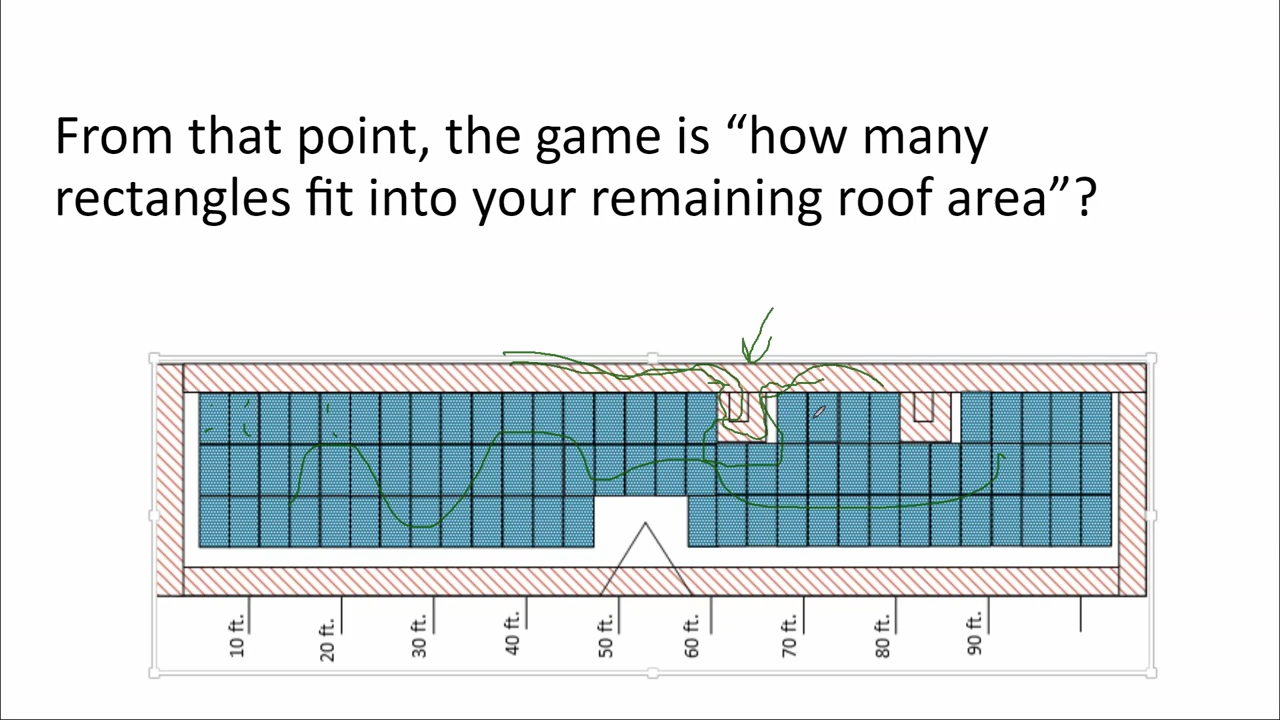 From that point, the game is “how many
rectangles fit into your remaining roof area”?
10 ft.
20 ft.
30 ft.
40 ft.
50 ft.
60 ft.
70 ft.
80 ft.
90 ft.